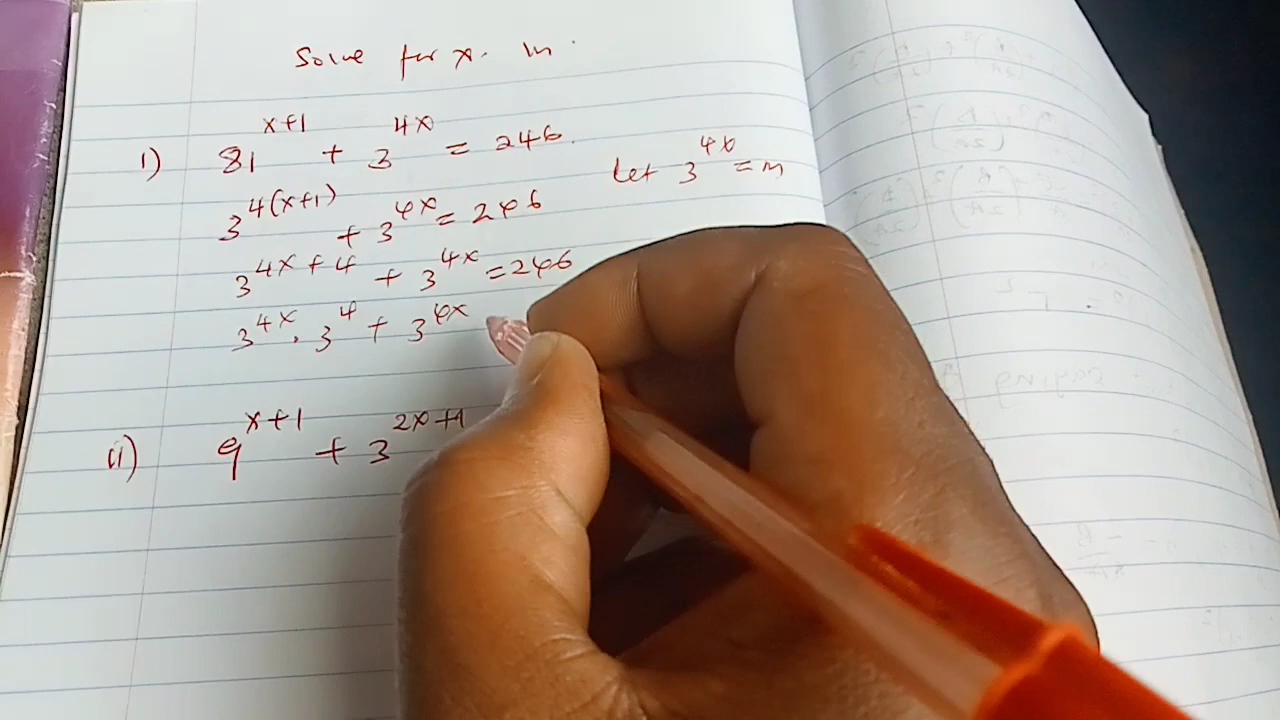 Solve for x. in
i) 81^{x+1} + 3^{4x} = 246.
Let 3^{4x} = m
3^{4(x+1)} + 3^{4x} = 246
3^{4x+4} + 3^{4x} = 246
3^{4x} . 3^{4} + 3^{4x}
ii) 9^{x+1} + 3^{2x+1}